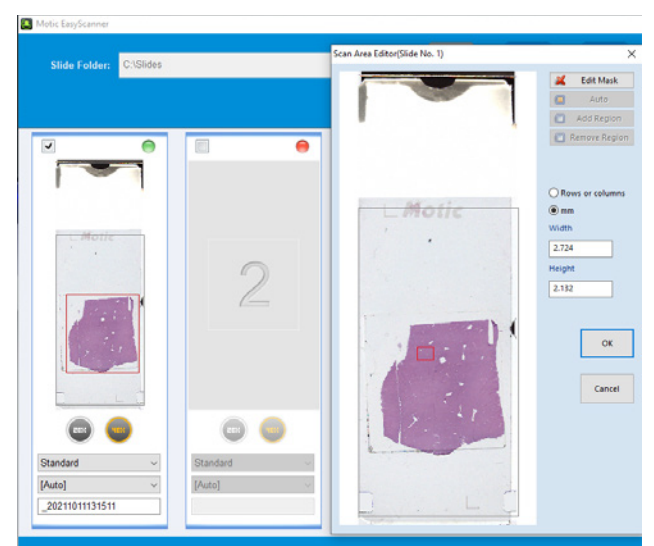 Motic EasyScanner
Slide Folder: C:\Slides
Standard
[Auto]
_20211011131511
2
Standard
[Auto]
Scan Area Editor(Slide No. 1)
Motic
Edit Mask
Auto
Add Region
Remove Region
Rows or columns
mm
Width
2.724
Height
2.132
OK
Cancel